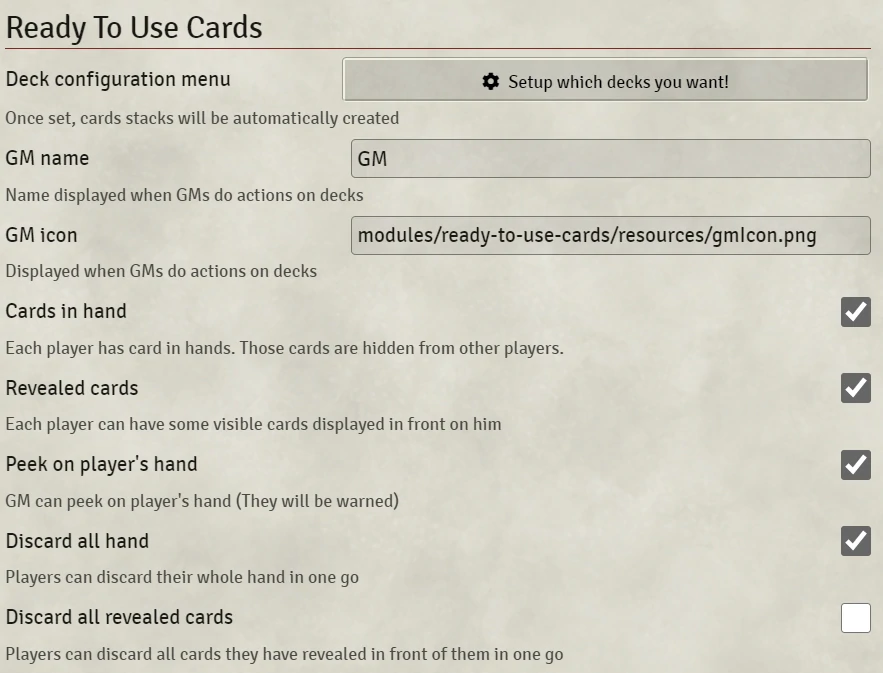 Ready To Use Cards
Deck configuration menu
Setup which decks you want!
Once set, cards stacks will be automatically created
GM name
GM
Name displayed when GMs do actions on decks
GM icon
modules/ready-to-use-cards/resources/gmIcon.png
Displayed when GMs do actions on decks
Cards in hand
Each player has card in hands. Those cards are hidden from other players.
Revealed cards
Each player can have some visible cards displayed in front on him
Peek on player's hand
GM can peek on player's hand (They will be warned)
Discard all hand
Players can discard their whole hand in one go
Discard all revealed cards
Players can discard all cards they have revealed in front of them in one go